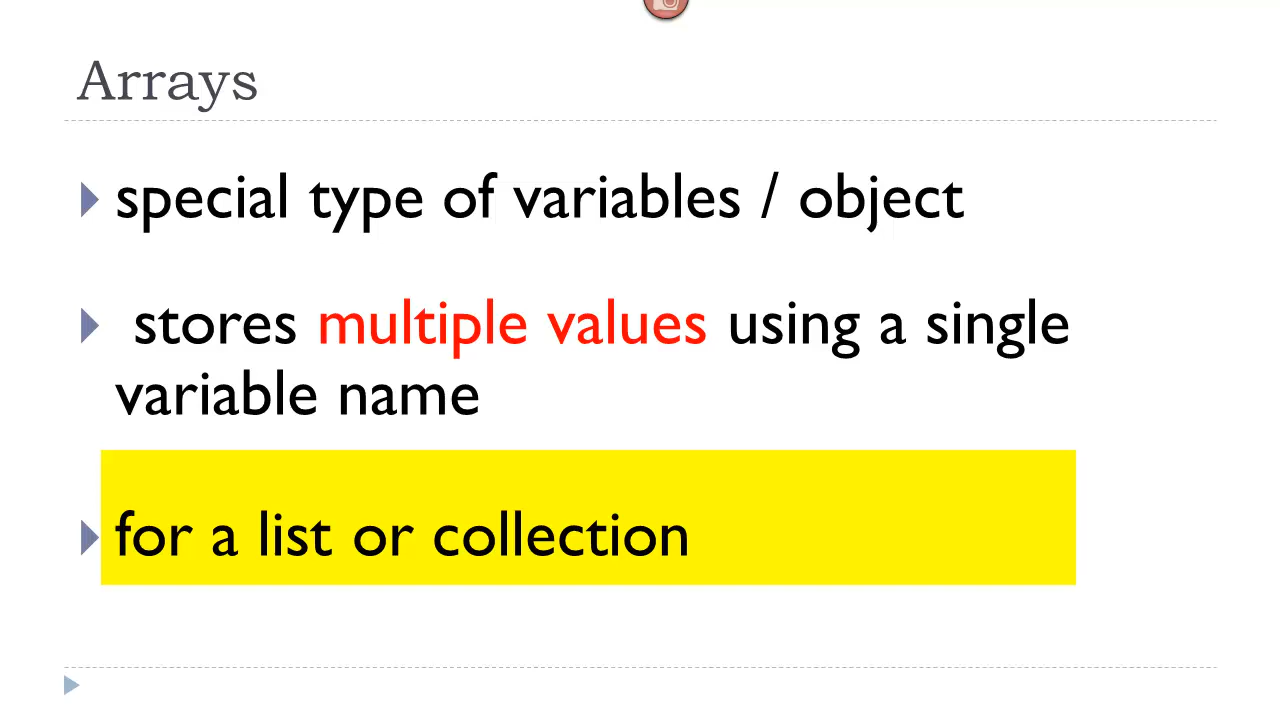 Arrays
special type of variables / object
stores multiple values using a single
variable name
for a list or collection